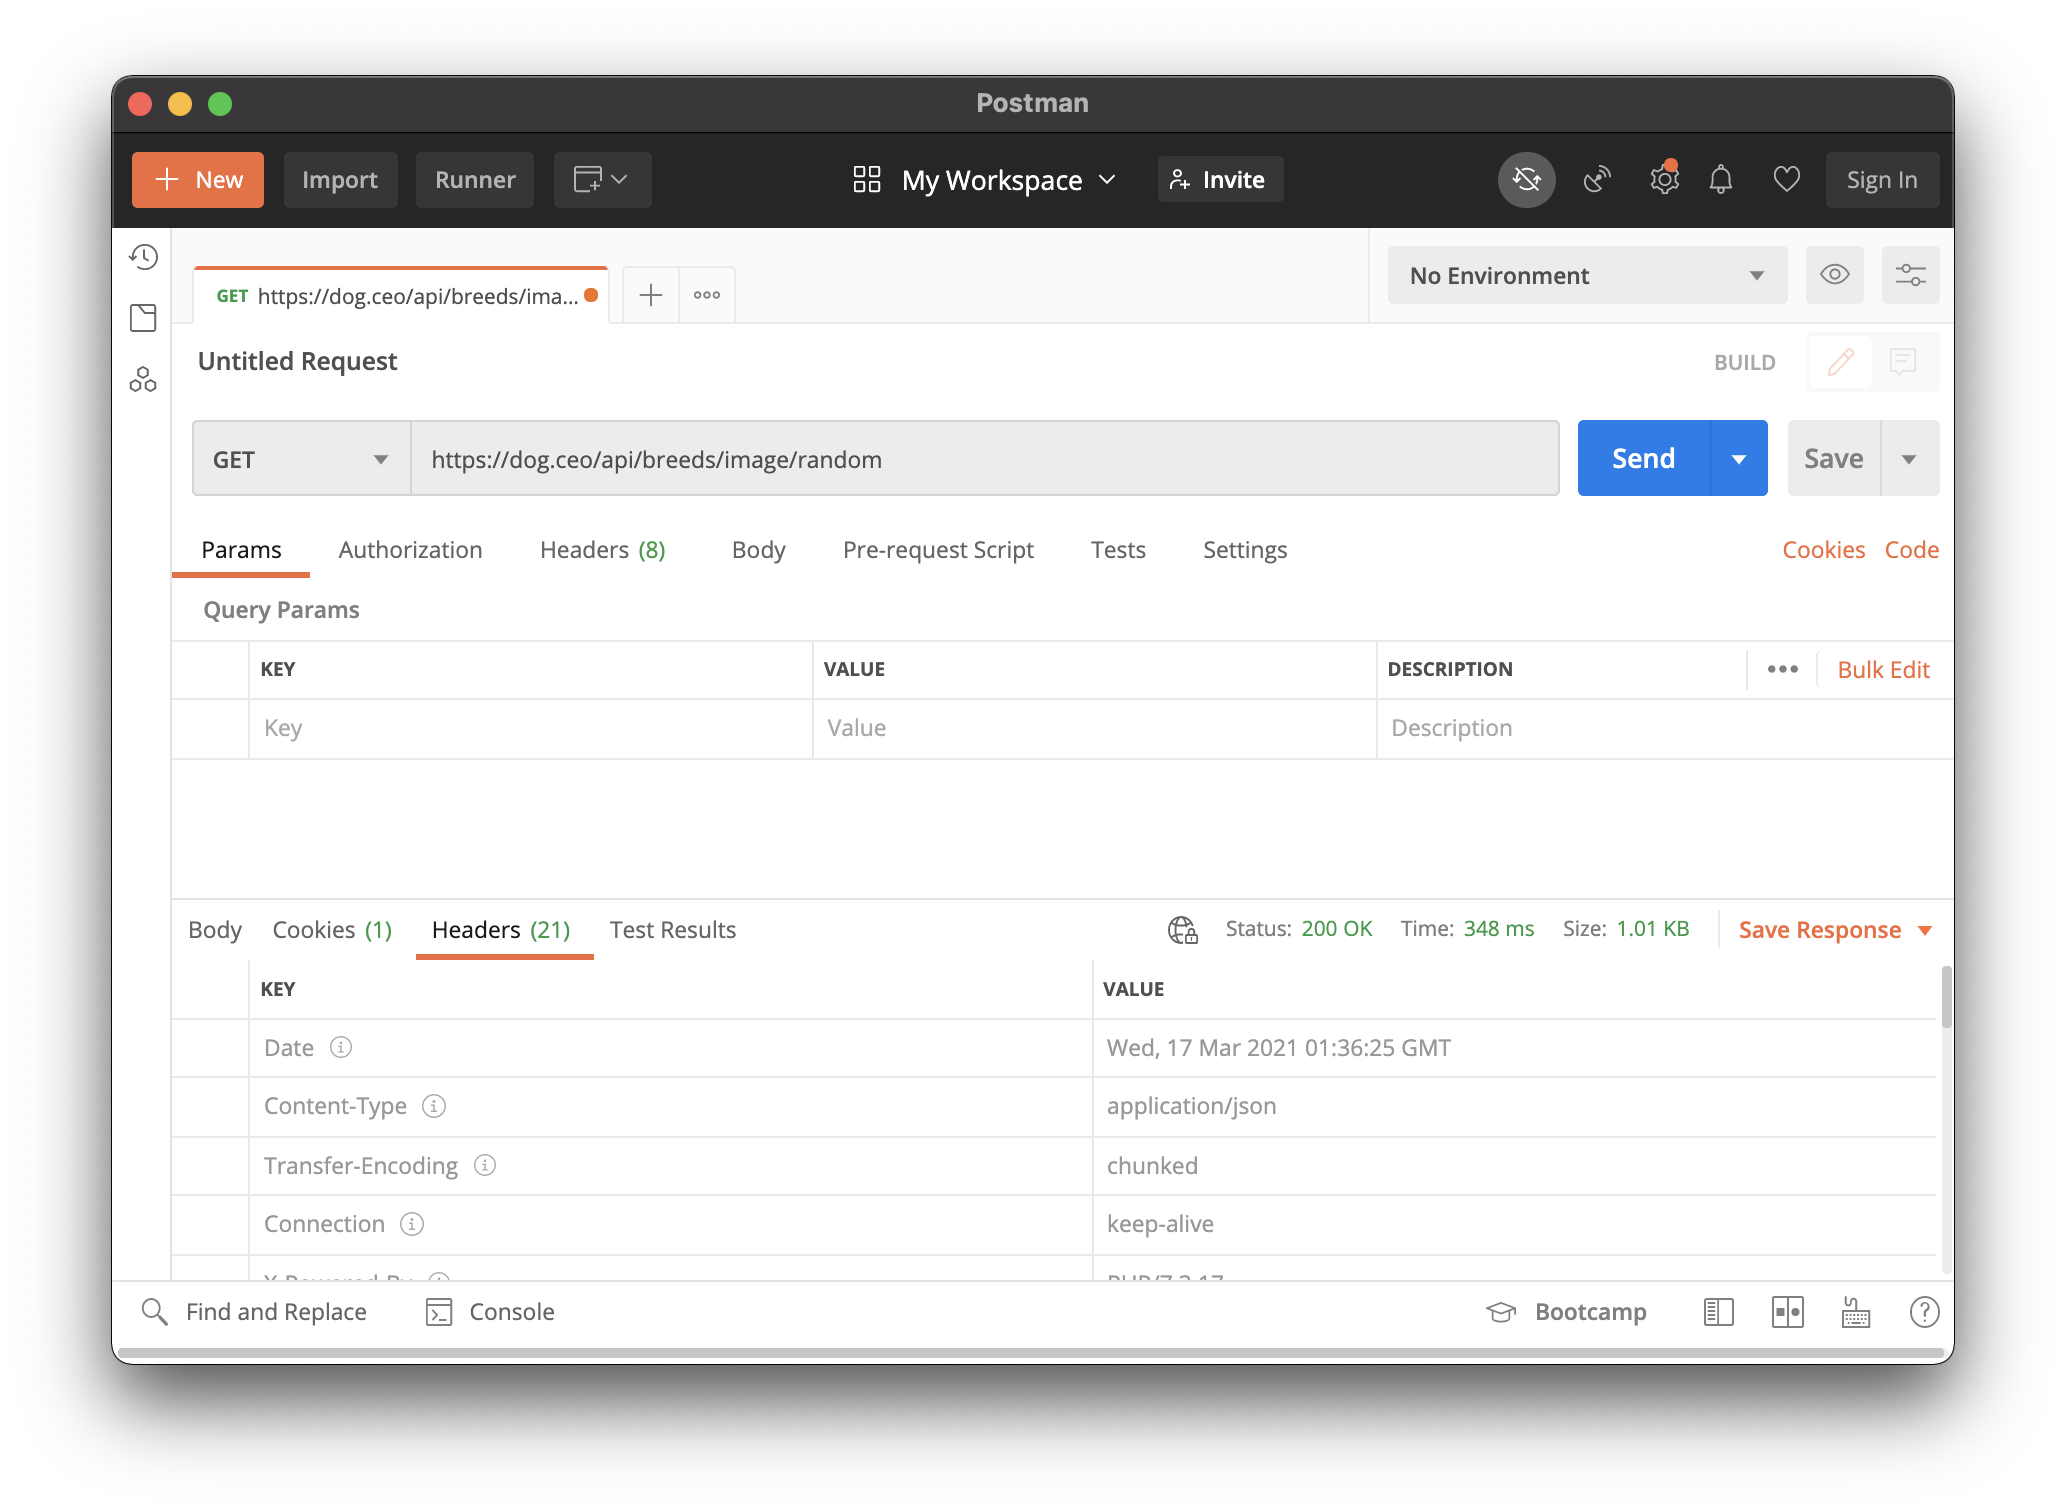 Postman
New Import Runner My Workspace Invite Sign In
GET https://dog.ceo/api/breeds/ima... No Environment
Untitled Request BUILD
GET https://dog.ceo/api/breeds/image/random Send Save
Params Authorization Headers (8) Body Pre-request Script Tests Settings Cookies Code
Query Params
KEY VALUE DESCRIPTION Bulk Edit
Key Value Description
Body Cookies (1) Headers (21) Test Results Status: 200 OK Time: 348 ms Size: 1.01 KB Save Response
KEY VALUE
Date Wed, 17 Mar 2021 01:36:25 GMT
Content-Type application/json
Transfer-Encoding chunked
Connection keep-alive
X-Powered-By
Find and Replace Console Bootcamp